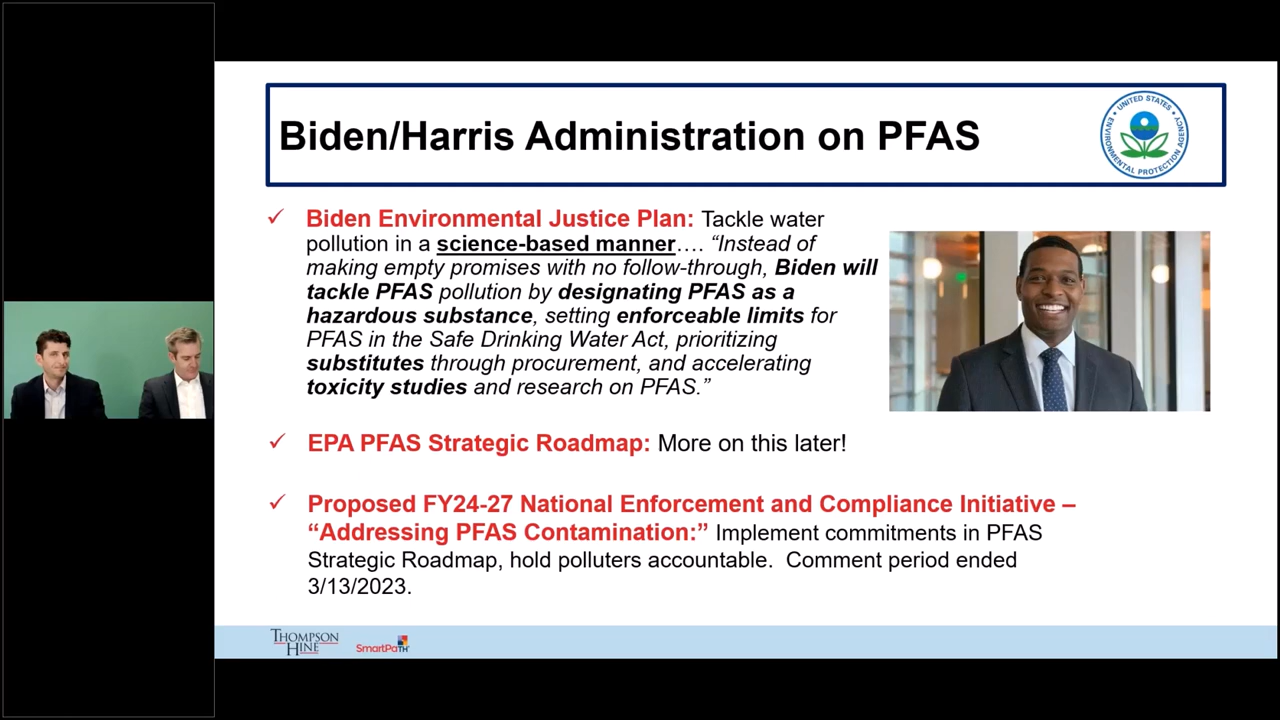 Biden/Harris Administration on PFAS
UNITED STATES
ENVIRONMENTAL PROTECTION AGENCY
✓ Biden Environmental Justice Plan: Tackle water
pollution in a science-based manner…. “Instead of
making empty promises with no follow-through, Biden will
tackle PFAS pollution by designating PFAS as a
hazardous substance, setting enforceable limits for
PFAS in the Safe Drinking Water Act, prioritizing
substitutes through procurement, and accelerating
toxicity studies and research on PFAS.”
✓ EPA PFAS Strategic Roadmap: More on this later!
✓ Proposed FY24-27 National Enforcement and Compliance Initiative –
“Addressing PFAS Contamination:” Implement commitments in PFAS
Strategic Roadmap, hold polluters accountable.  Comment period ended
3/13/2023.
THOMPSON
HINE
SmartPaTH